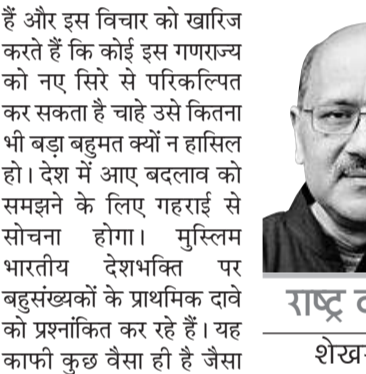 हैं और इस विचार को खारिज
करते हैं कि कोई इस गणराज्य
को नए सिरे से परिकल्पित
कर सकता है चाहे उसे कितना
भी बड़ा बहुमत क्यों न हासिल
हो। देश में आए बदलाव को
समझने के लिए गहराई से
सोचना होगा। मुस्लिम
भारतीय देशभक्ति पर
बहुसंख्यकों के प्राथमिक दावे
को प्रश्नांकित कर रहे हैं। यह
काफी कुछ वैसा ही है जैसा
राष्ट्र